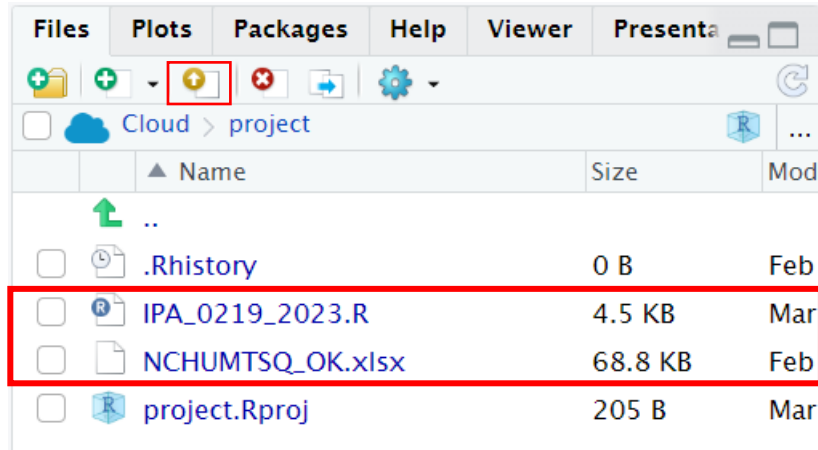 Files Plots Packages Help Viewer Presenta
Cloud > project R ...
Name Size Mod
..
.Rhistory 0 B Feb
R IPA_0219_2023.R 4.5 KB Mar
NCHUMTSQ_OK.xlsx 68.8 KB Feb
R project.Rproj 205 B Mar